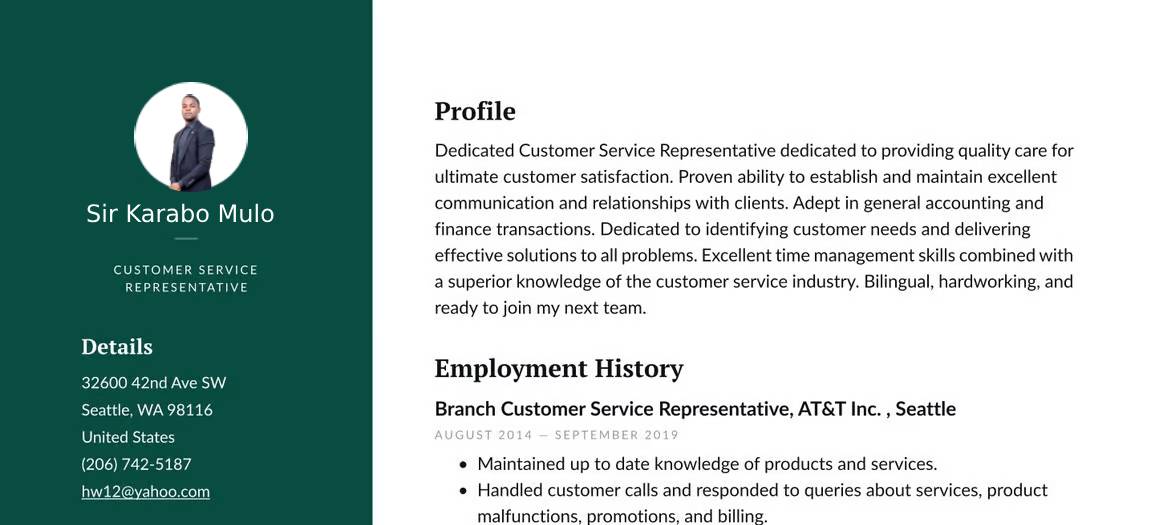 Sir Karabo Mulo
CUSTOMER SERVICE
REPRESENTATIVE
Details
32600 42nd Ave SW
Seattle, WA 98116
United States
(206) 742-5187
hw12@yahoo.com
Profile
Dedicated Customer Service Representative dedicated to providing quality care for
ultimate customer satisfaction. Proven ability to establish and maintain excellent
communication and relationships with clients. Adept in general accounting and
finance transactions. Dedicated to identifying customer needs and delivering
effective solutions to all problems. Excellent time management skills combined with
a superior knowledge of the customer service industry. Bilingual, hardworking, and
ready to join my next team.
Employment History
Branch Customer Service Representative, AT&T Inc. , Seattle
AUGUST 2014 — SEPTEMBER 2019
• Maintained up to date knowledge of products and services.
• Handled customer calls and responded to queries about services, product
malfunctions, promotions, and billing.